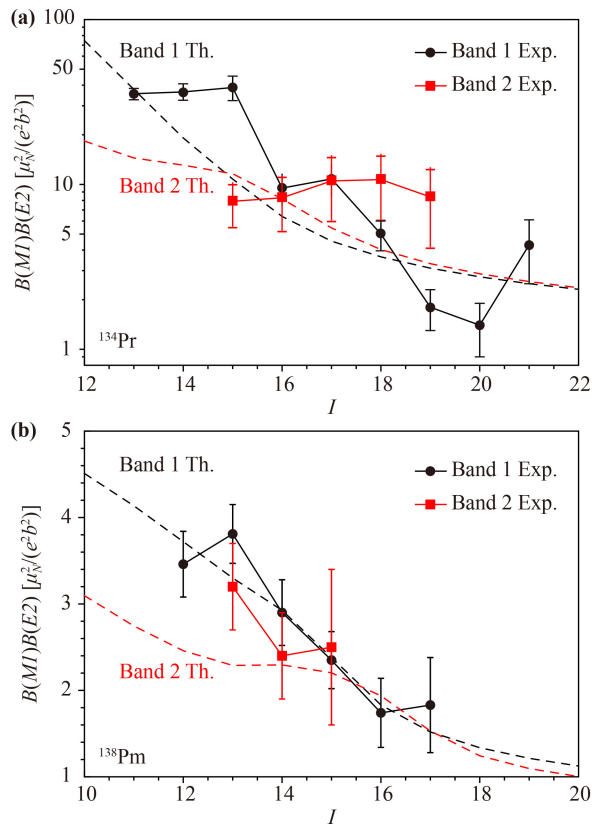 (a)
100
50
10
5
1
B(M1)B(E2) [μ²_N/(e²b²)]
Band 1 Th.
Band 1 Exp.
Band 2 Exp.
Band 2 Th.
¹³⁴Pr
12 14 16 18 20 22
I
(b)
5
4
3
2
1
B(M1)B(E2) [μ²_N/(e²b²)]
Band 1 Th.
Band 1 Exp.
Band 2 Exp.
Band 2 Th.
¹³⁸Pm
10 12 14 16 18 20
I